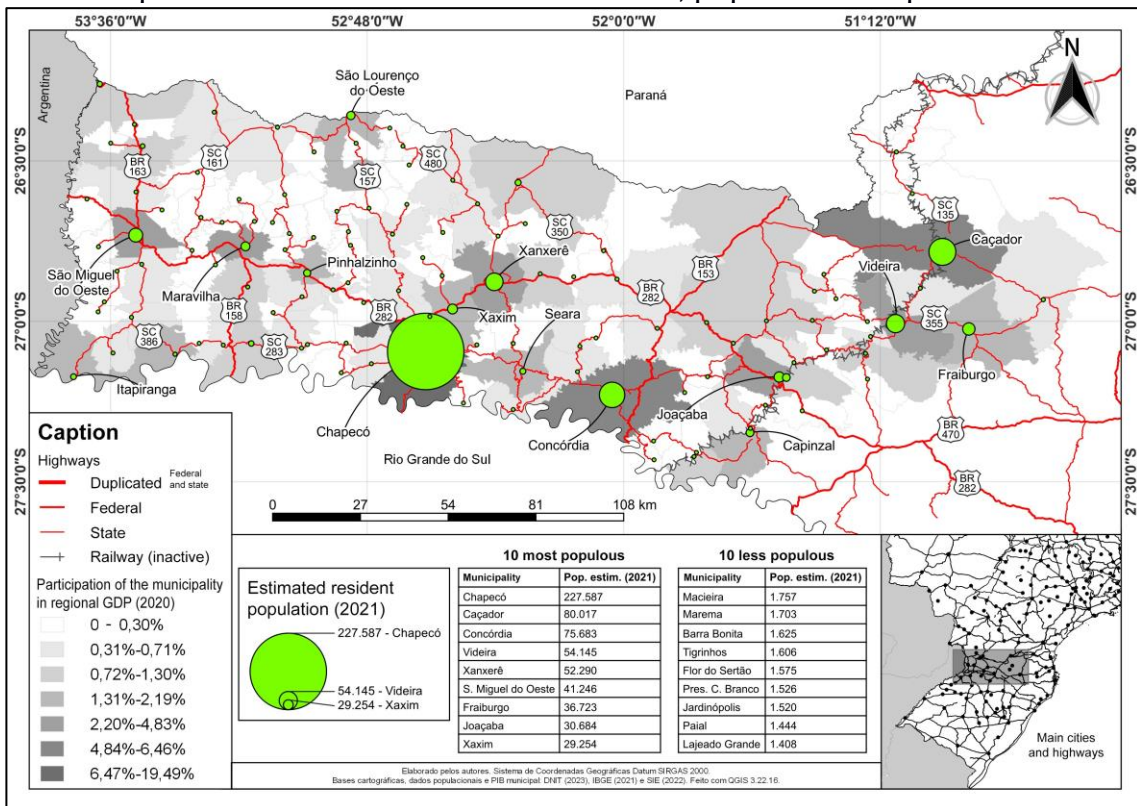 53°36'0"W 52°48'0"W 52°0'0"W 51°12'0"W
26°30'0"S
27°0'0"S
27°30'0"S
26°30'0"S
27°0'0"S
27°30'0"S
Argentina
Paraná
Rio Grande do Sul
N
São Lourenço
do Oeste
BR
163
SC
161
SC
157
SC
480
SC
350
SC
135
Caçador
Videira
Xanxerê
BR
153
São Miguel
do Oeste
Maravilha
Pinhalzinho
BR
158
BR
282
Xaxim
Seara
BR
282
SC
355
SC
386
SC
283
Itapiranga
Chapecó
Concórdia
Joaçaba
Capinzal
Fraiburgo
BR
470
BR
282
0 27 54 81 108 km
Caption
Highways
Duplicated Federal
and state
Federal
State
Railway (inactive)
Participation of the municipality
in regional GDP (2020)
0 - 0,30%
0,31%-0,71%
0,72%-1,30%
1,31%-2,19%
2,20%-4,83%
4,84%-6,46%
6,47%-19,49%
Estimated resident
population (2021)
227.587 - Chapecó
54.145 - Videira
29.254 - Xaxim
10 most populous
Municipality Pop. estim. (2021)
Chapecó 227.587
Caçador 80.017
Concórdia 75.683
Videira 54.145
Xanxerê 52.290
S. Miguel do Oeste 41.246
Fraiburgo 36.723
Joaçaba 30.684
Xaxim 29.254
10 less populous
Municipality Pop. estim. (2021)
Macieira 1.757
Marema 1.703
Barra Bonita 1.625
Tigrinhos 1.606
Flor do Sertão 1.575
Pres. C. Branco 1.526
Jardinópolis 1.520
Paial 1.444
Lajeado Grande 1.408
Main cities
and highways
Elaborado pelos autores. Sistema de Coordenadas Geográficas Datum SIRGAS 2000.
Bases cartográficas, dados populacionais e PIB municipal: DNIT (2023), IBGE (2021) e SIE (2022). Feito com QGIS 3.22.16.